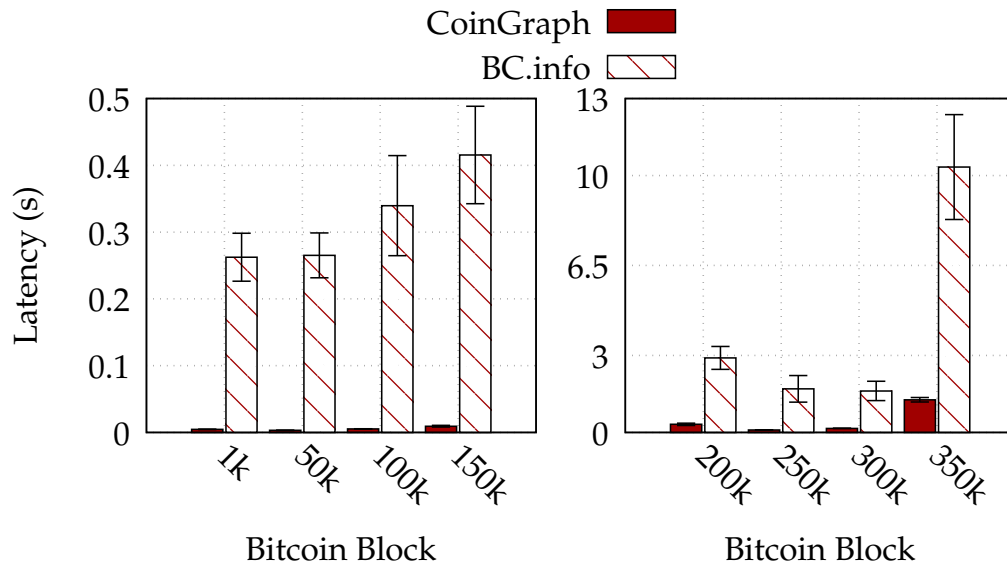 CoinGraph
BC.info
Latency (s)
0.5
0.4
0.3
0.2
0.1
0
1k
50k
100k
150k
Bitcoin Block
13
10
6.5
3
0
200k
250k
300k
350k
Bitcoin Block